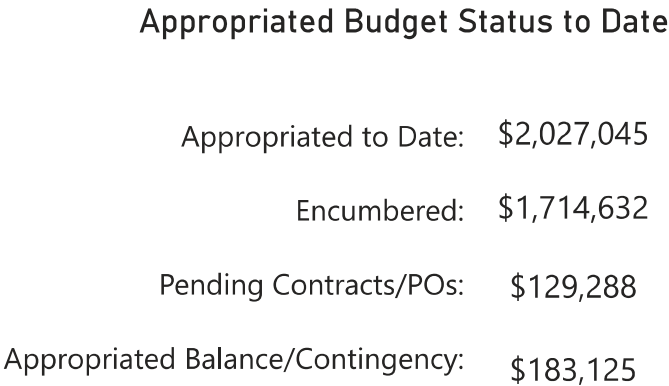 Appropriated Budget Status to Date
Appropriated to Date: $2,027,045
Encumbered: $1,714,632
Pending Contracts/POs: $129,288
Appropriated Balance/Contingency: $183,125